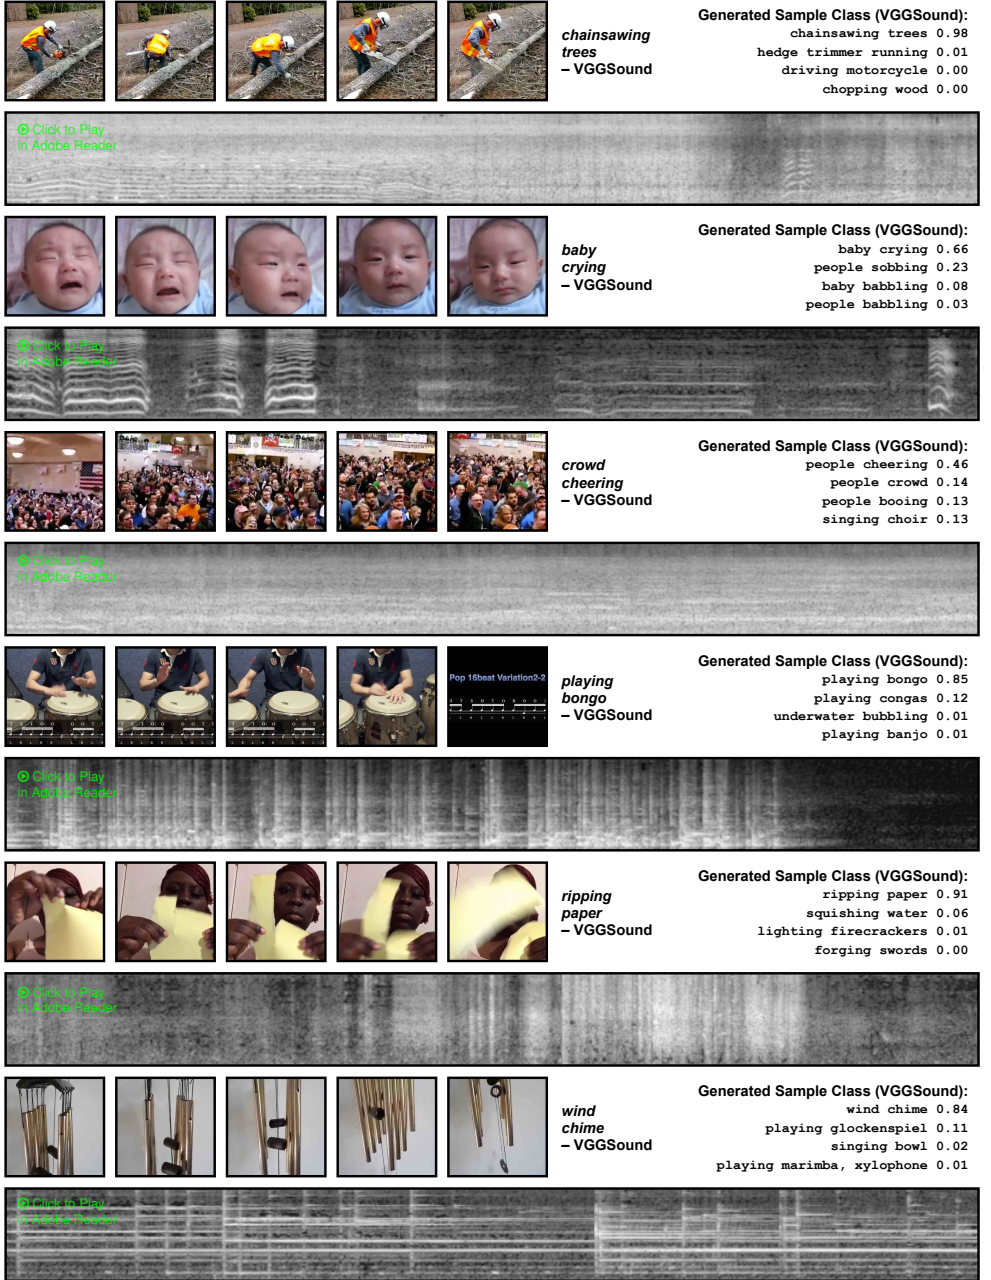 chainsawing
trees
– VGGSound
Generated Sample Class (VGGSound):
chainsawing trees 0.98
hedge trimmer running 0.01
driving motorcycle 0.00
chopping wood 0.00
Click to Play
in Adobe Reader
baby
crying
– VGGSound
Generated Sample Class (VGGSound):
baby crying 0.66
people sobbing 0.23
baby babbling 0.08
people babbling 0.03
Click to Play
in Adobe Reader
crowd
cheering
– VGGSound
Generated Sample Class (VGGSound):
people cheering 0.46
people crowd 0.14
people booing 0.13
singing choir 0.13
Click to Play
in Adobe Reader
Pop 16beat Variation2-2
playing
bongo
– VGGSound
Generated Sample Class (VGGSound):
playing bongo 0.85
playing congas 0.12
underwater bubbling 0.01
playing banjo 0.01
Click to Play
in Adobe Reader
ripping
paper
– VGGSound
Generated Sample Class (VGGSound):
ripping paper 0.91
squishing water 0.06
lighting firecrackers 0.01
forging swords 0.00
Click to Play
in Adobe Reader
wind
chime
– VGGSound
Generated Sample Class (VGGSound):
wind chime 0.84
playing glockenspiel 0.11
singing bowl 0.02
playing marimba, xylophone 0.01
Click to Play
in Adobe Reader